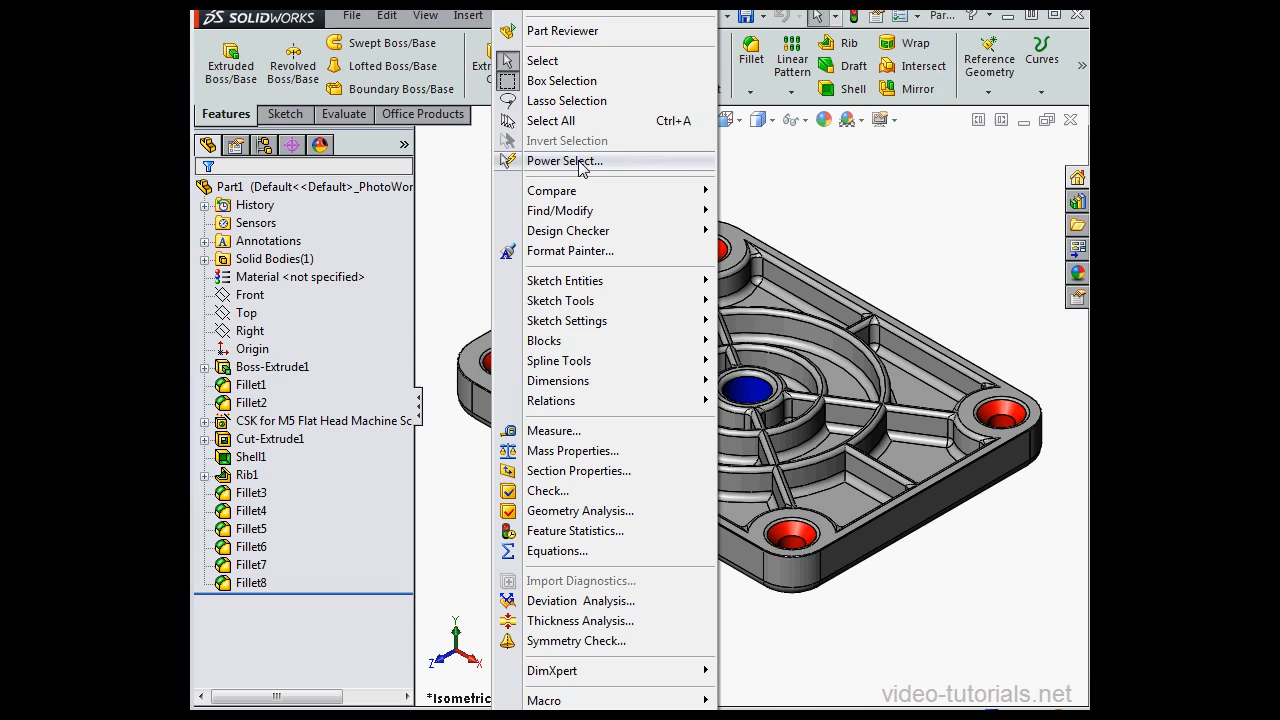 SOLIDWORKS
File Edit View Insert
Par...
Extruded Boss/Base
Revolved Boss/Base
Swept Boss/Base
Lofted Boss/Base
Boundary Boss/Base
Fillet
Linear Pattern
Rib
Draft
Shell
Wrap
Intersect
Mirror
Reference Geometry
Curves
Features Sketch Evaluate Office Products
Part1 (Default<<Default>_PhotoWor
History
Sensors
Annotations
Solid Bodies(1)
Material <not specified>
Front
Top
Right
Origin
Boss-Extrude1
Fillet1
Fillet2
CSK for M5 Flat Head Machine Sc
Cut-Extrude1
Shell1
Rib1
Fillet3
Fillet4
Fillet5
Fillet6
Fillet7
Fillet8
Part Reviewer
Select
Box Selection
Lasso Selection
Select All Ctrl+A
Invert Selection
Power Select...
Compare
Find/Modify
Design Checker
Format Painter...
Sketch Entities
Sketch Tools
Sketch Settings
Blocks
Spline Tools
Dimensions
Relations
Measure...
Mass Properties...
Section Properties...
Check...
Geometry Analysis...
Feature Statistics...
Equations...
Import Diagnostics...
Deviation Analysis...
Thickness Analysis...
Symmetry Check...
DimXpert
Macro
Y
Z
X
*Isometric
video-tutorials.net